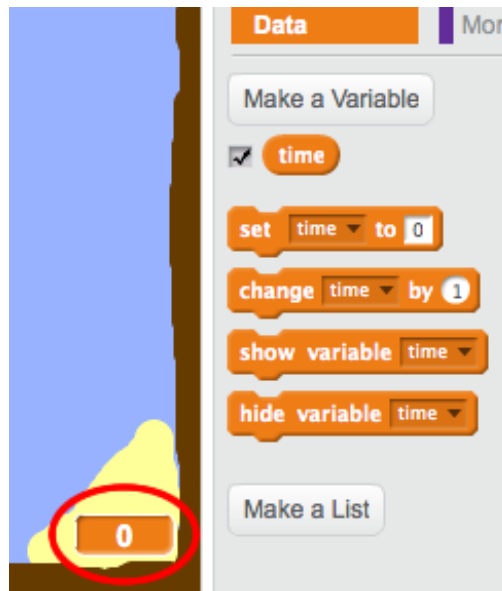 Data Mor
Make a Variable
time
set time to 0
change time by 1
show variable time
hide variable time
0
Make a List